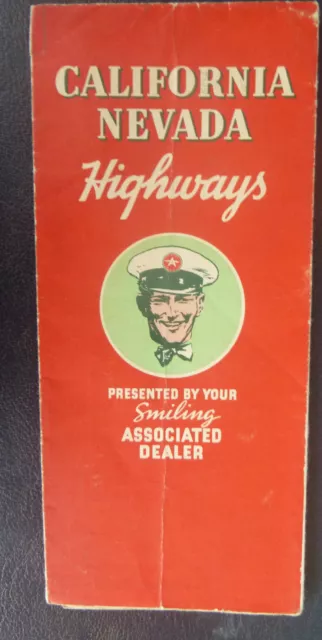 CALIFORNIA
NEVADA
Highways
PRESENTED BY YOUR
Smiling
ASSOCIATED
DEALER